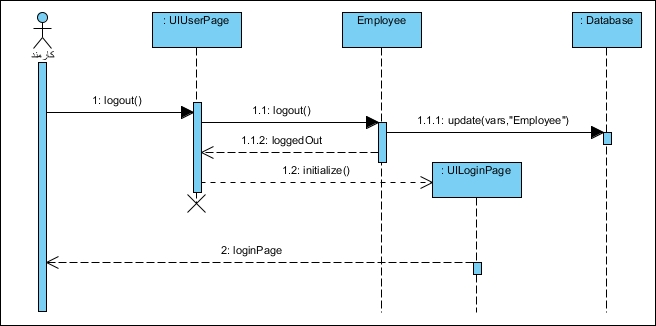 : UIUserPage
Employee
: Database
کارمند
1: logout()
1.1: logout()
1.1.1: update(vars,"Employee")
1.1.2: loggedOut
1.2: initialize()
: UILoginPage
2: loginPage